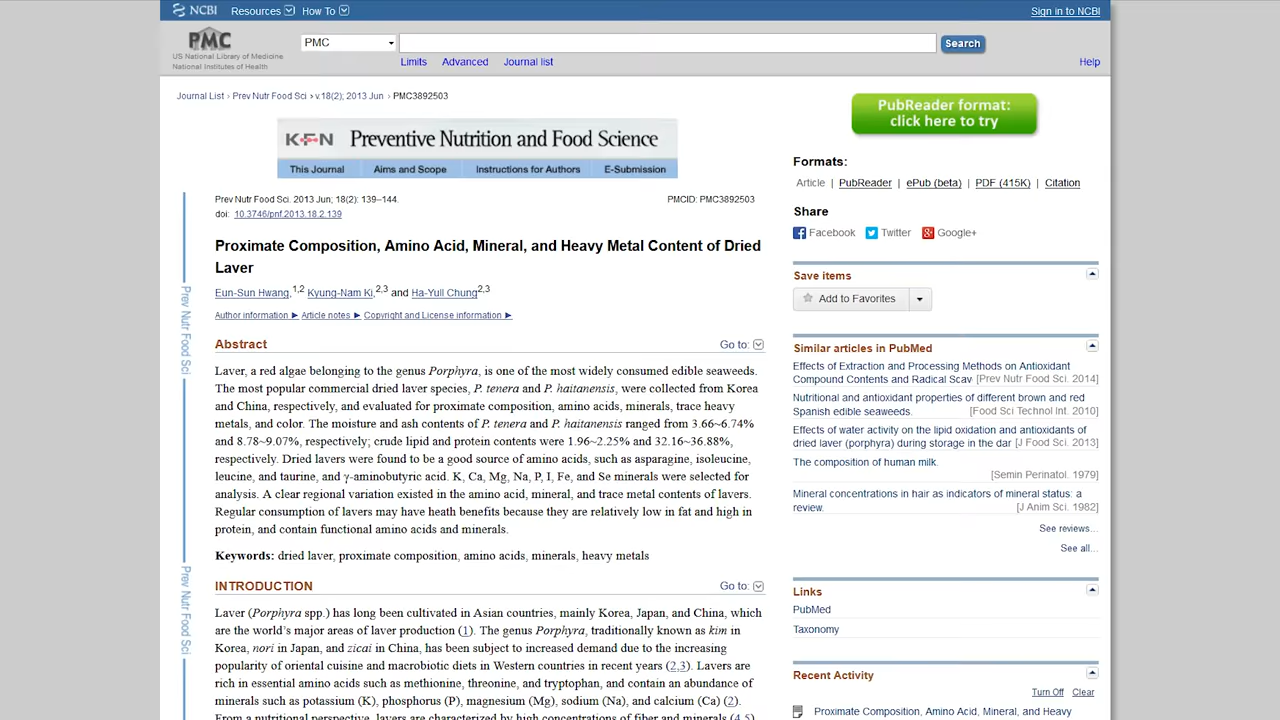 NCBI Resources How To Sign in to NCBI
PMC
US National Library of Medicine
National Institutes of Health
PMC Search
Limits Advanced Journal list Help
Journal List › Prev Nutr Food Sci › v.18(2); 2013 Jun › PMC3892503
PubReader format:
click here to try
Preventive Nutrition and Food Science
This Journal Aims and Scope Instructions for Authors E-Submission
Prev Nutr Food Sci. 2013 Jun; 18(2): 139–144. PMCID: PMC3892503
doi: 10.3746/pnf.2013.18.2.139
Proximate Composition, Amino Acid, Mineral, and Heavy Metal Content of Dried
Laver
Eun-Sun Hwang,1,2 Kyung-Nam Ki,2,3 and Ha-Yull Chung2,3
Author information ► Article notes ► Copyright and License information ►
Abstract Go to:
Laver, a red algae belonging to the genus Porphyra, is one of the most widely consumed edible seaweeds.
The most popular commercial dried laver species, P. tenera and P. haitanensis, were collected from Korea
and China, respectively, and evaluated for proximate composition, amino acids, minerals, trace heavy
metals, and color. The moisture and ash contents of P. tenera and P. haitanensis ranged from 3.66~6.74%
and 8.78~9.07%, respectively; crude lipid and protein contents were 1.96~2.25% and 32.16~36.88%,
respectively. Dried lavers were found to be a good source of amino acids, such as asparagine, isoleucine,
leucine, and taurine, and γ-aminobutyric acid. K, Ca, Mg, Na, P, I, Fe, and Se minerals were selected for
analysis. A clear regional variation existed in the amino acid, mineral, and trace metal contents of lavers.
Regular consumption of lavers may have heath benefits because they are relatively low in fat and high in
protein, and contain functional amino acids and minerals.
Keywords: dried laver, proximate composition, amino acids, minerals, heavy metals
INTRODUCTION Go to:
Laver (Porphyra spp.) has long been cultivated in Asian countries, mainly Korea, Japan, and China, which
are the world's major areas of laver production (1). The genus Porphyra, traditionally known as kim in
Korea, nori in Japan, and zicai in China, has been subject to increased demand due to the increasing
popularity of oriental cuisine and macrobiotic diets in Western countries in recent years (2,3). Lavers are
rich in essential amino acids such as methionine, threonine, and tryptophan, and contain an abundance of
minerals such as potassium (K), phosphorus (P), magnesium (Mg), sodium (Na), and calcium (Ca) (2).
From a nutritional perspective, lavers are characterized by high concentrations of fiber and minerals (4,5)
Prev Nutr Food Sci
Prev Nutr Food Sci
Formats:
Article | PubReader | ePub (beta) | PDF (415K) | Citation
Share
Facebook Twitter Google+
Save items
Add to Favorites
Similar articles in PubMed
Effects of Extraction and Processing Methods on Antioxidant
Compound Contents and Radical Scav [Prev Nutr Food Sci. 2014]
Nutritional and antioxidant properties of different brown and red
Spanish edible seaweeds. [Food Sci Technol Int. 2010]
Effects of water activity on the lipid oxidation and antioxidants of
dried laver (porphyra) during storage in the dar [J Food Sci. 2013]
The composition of human milk.
[Semin Perinatol. 1979]
Mineral concentrations in hair as indicators of mineral status: a
review. [J Anim Sci. 1982]
See reviews...
See all...
Links
PubMed
Taxonomy
Recent Activity
Turn Off Clear
Proximate Composition, Amino Acid, Mineral, and Heavy